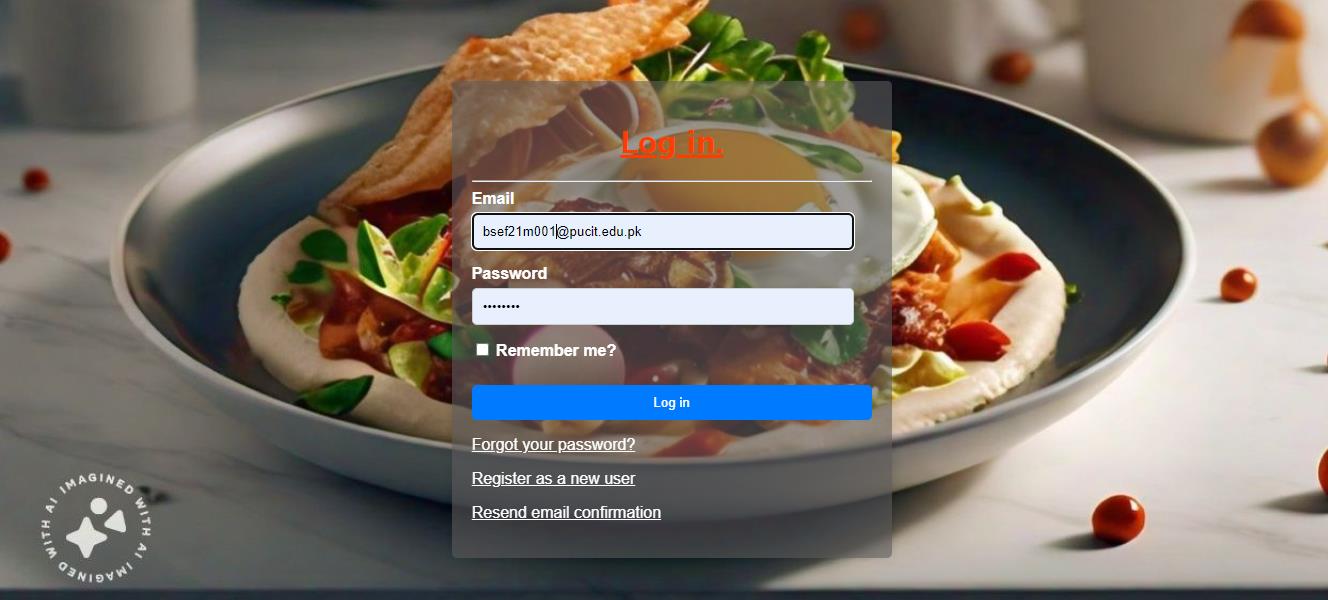 Log in.
Email
bsef21m001@pucit.edu.pk
Password
••••••••
Remember me?
Log in
Forgot your password?
Register as a new user
Resend email confirmation
IMAGINED WITH AI IMAGINED WITH AI